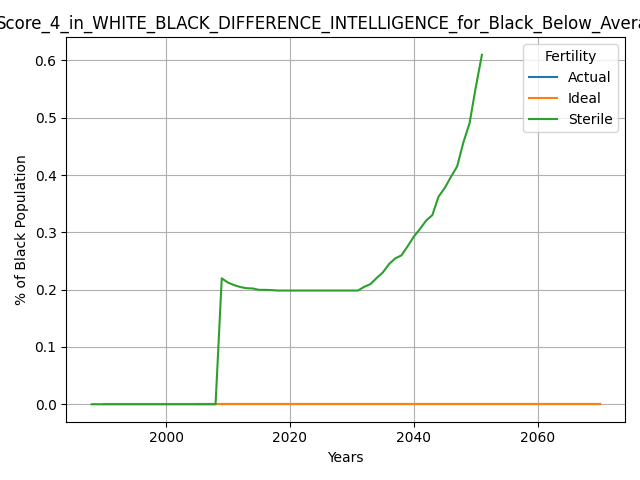 Score_4_in_WHITE_BLACK_DIFFERENCE_INTELLIGENCE_for_Black_Below_Avera
Fertility
Actual
Ideal
Sterile
% of Black Population
0.6
0.5
0.4
0.3
0.2
0.1
0.0
2000 2020 2040 2060
Years